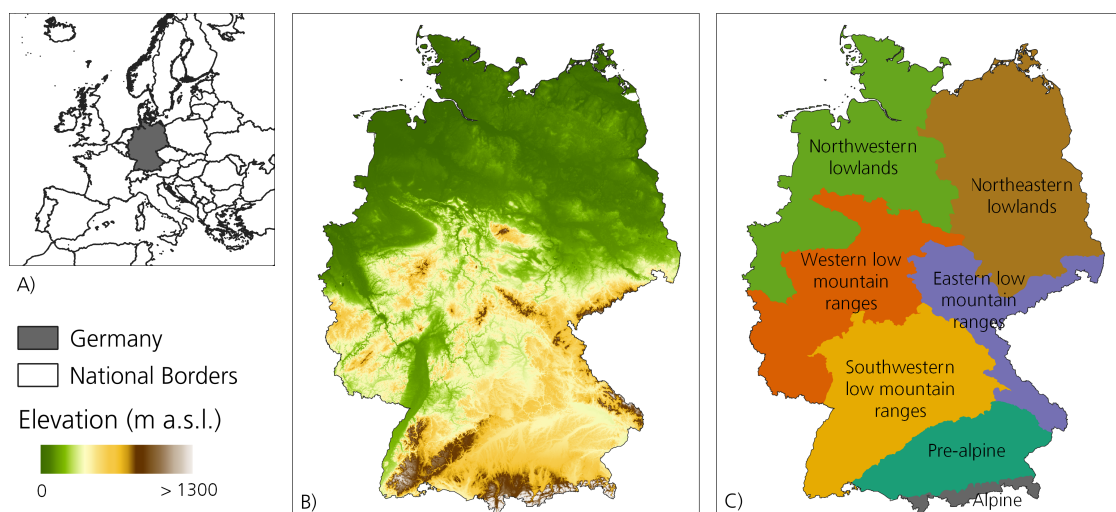 A)
Germany
National Borders
Elevation (m a.s.l.)
0
> 1300
B)
Northwestern
lowlands
Northeastern
lowlands
Western low
mountain
ranges
Eastern low
mountain
ranges
Southwestern
low mountain
ranges
Pre-alpine
Alpine
C)